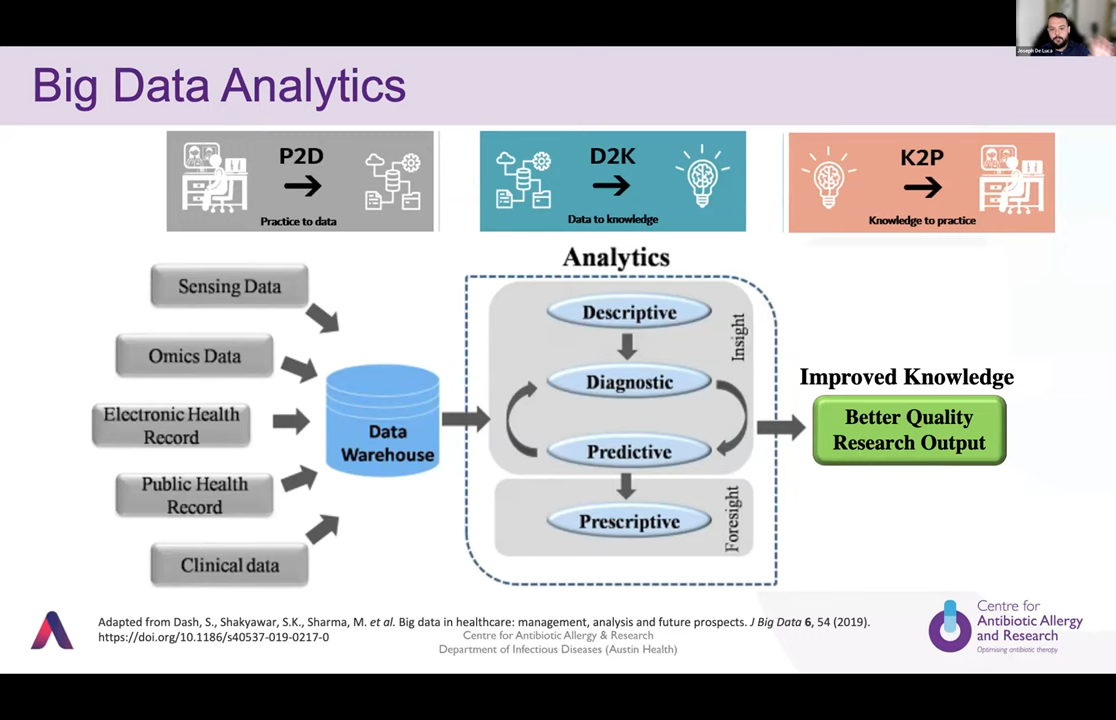 Joseph De Luca
Big Data Analytics
P2D
Practice to data
D2K
Data to knowledge
K2P
Knowledge to practice
Sensing Data
Omics Data
Electronic Health
Record
Public Health
Record
Clinical data
Data
Warehouse
Analytics
Descriptive
Diagnostic
Predictive
Prescriptive
Insight
Foresight
Improved Knowledge
Better Quality
Research Output
Adapted from Dash, S., Shakyawar, S.K., Sharma, M. et al. Big data in healthcare: management, analysis and future prospects. J Big Data 6, 54 (2019).
https://doi.org/10.1186/s40537-019-0217-0
Centre for Antibiotic Allergy & Research
Department of Infectious Diseases (Austin Health)
Centre for
Antibiotic Allergy
and Research
Optimising antibiotic therapy